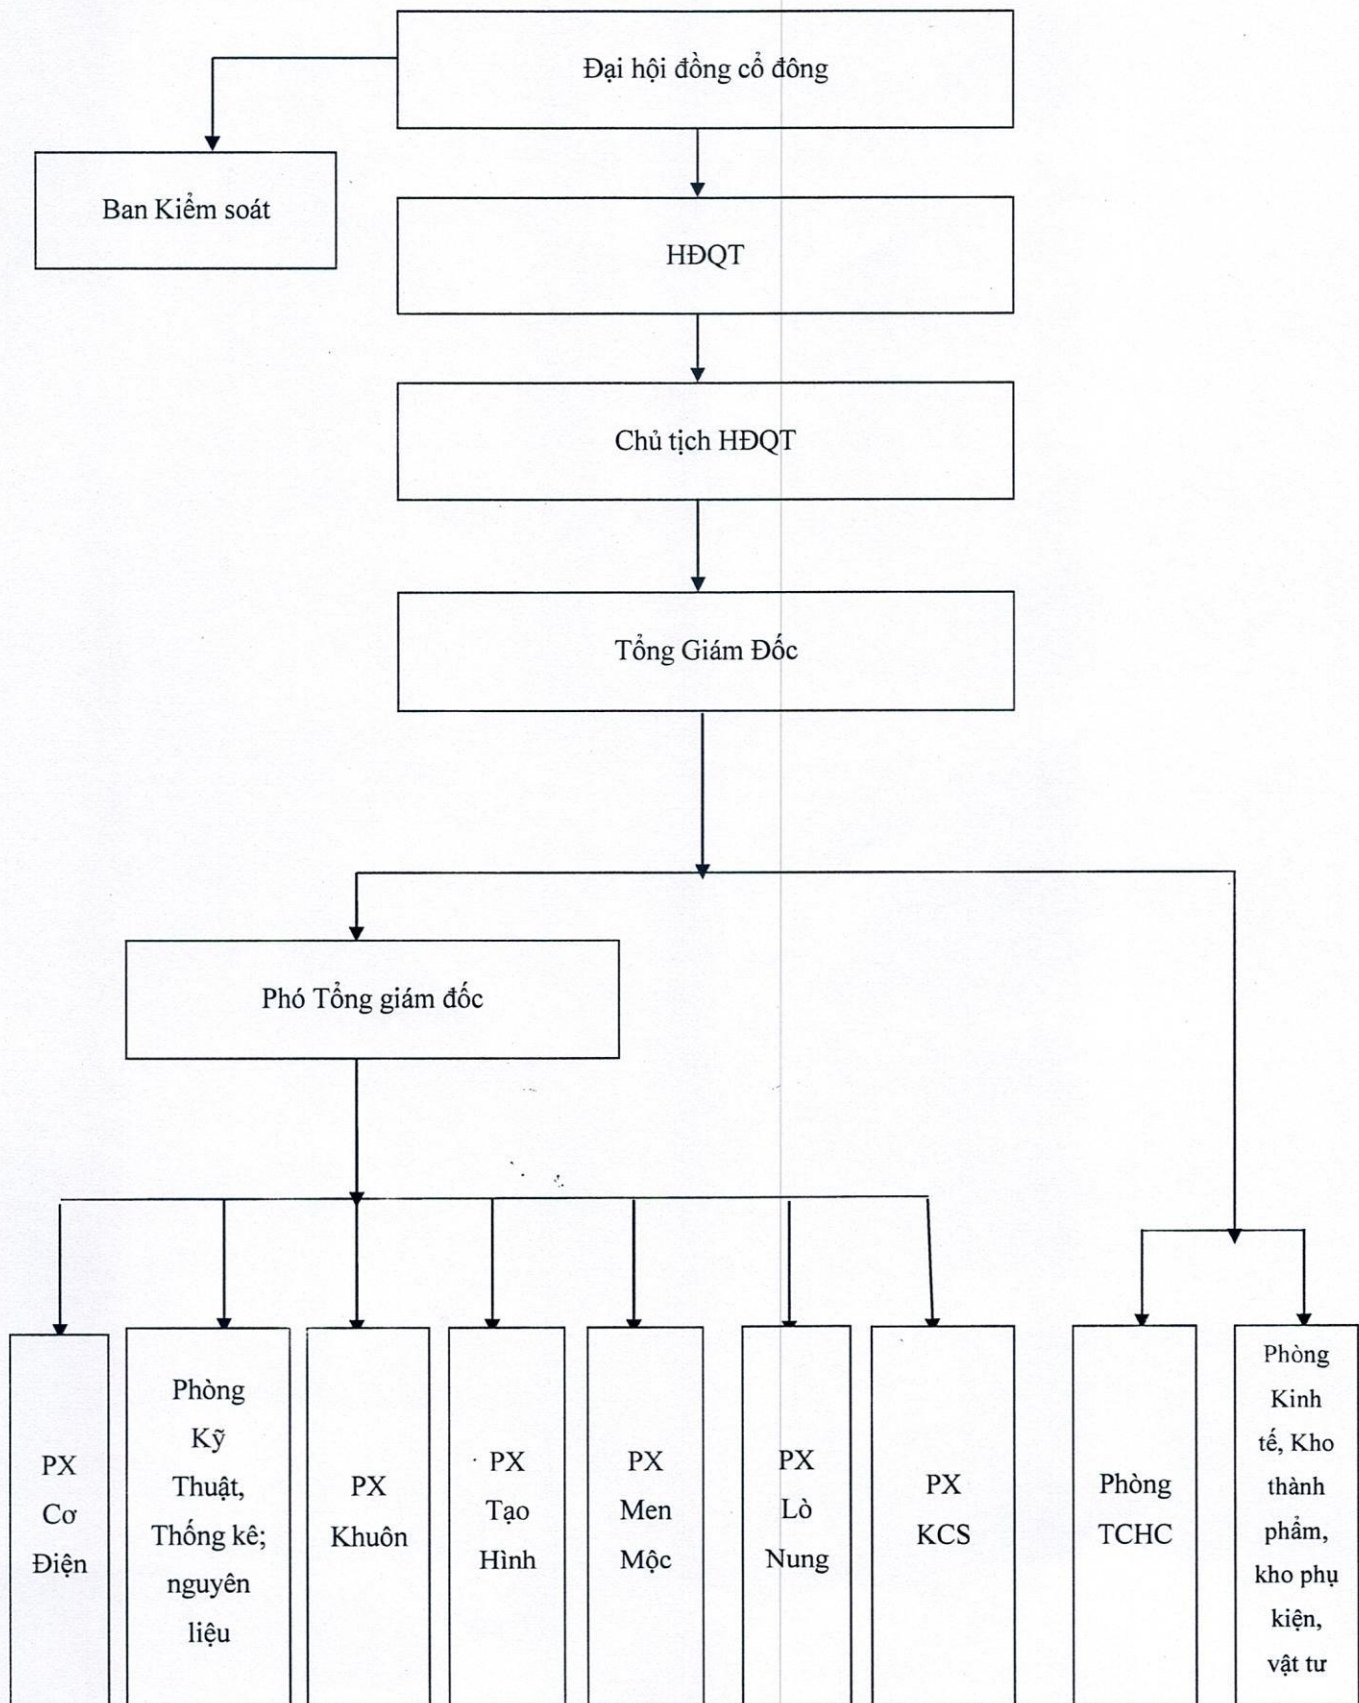 Đại hội đồng cổ đông
Ban Kiểm soát
HĐQT
Chủ tịch HĐQT
Tổng Giám Đốc
Phó Tổng giám đốc
PX
Cơ
Điện
Phòng
Kỹ
Thuật,
Thống kê;
nguyên
liệu
PX
Khuôn
PX
Tạo
Hình
PX
Men
Mộc
PX
Lò
Nung
PX
KCS
Phòng
TCHC
Phòng
Kinh
tế, Kho
thành
phẩm,
kho phụ
kiện,
vật tư